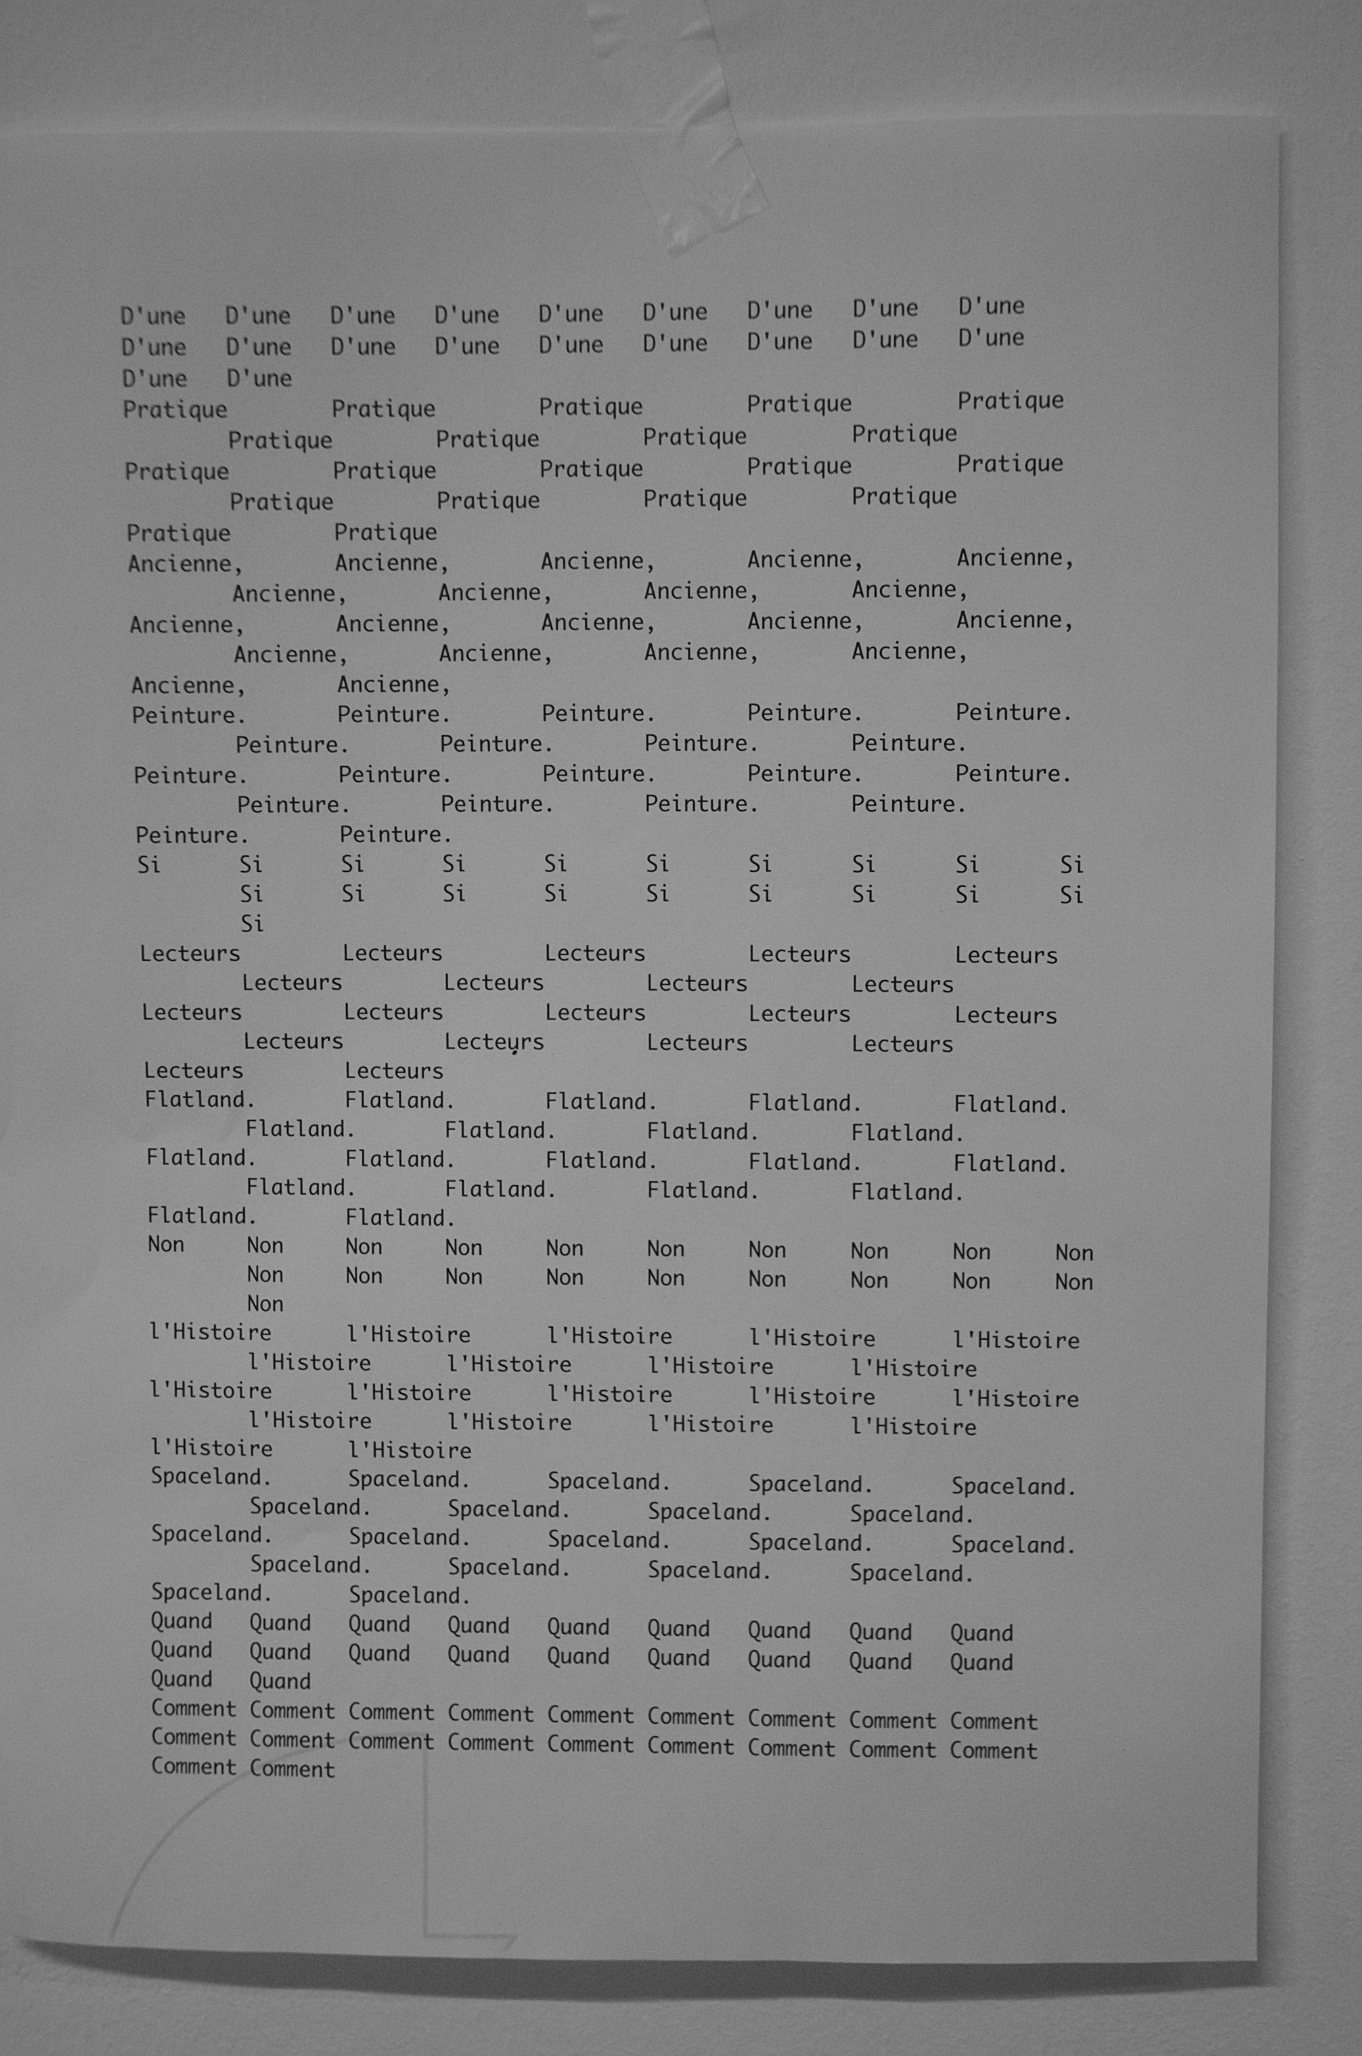 D'une D'une D'une D'une D'une D'une D'une D'une D'une
D'une D'une D'une D'une D'une D'une D'une D'une D'une
D'une D'une
Pratique Pratique Pratique Pratique Pratique
Pratique Pratique Pratique Pratique
Pratique Pratique Pratique Pratique Pratique
Pratique Pratique Pratique Pratique
Pratique Pratique
Ancienne, Ancienne, Ancienne, Ancienne, Ancienne,
Ancienne, Ancienne, Ancienne, Ancienne,
Ancienne, Ancienne, Ancienne, Ancienne, Ancienne,
Ancienne, Ancienne, Ancienne, Ancienne,
Ancienne, Ancienne,
Peinture. Peinture. Peinture. Peinture. Peinture.
Peinture. Peinture. Peinture. Peinture.
Peinture. Peinture. Peinture. Peinture. Peinture.
Peinture. Peinture. Peinture. Peinture.
Peinture. Peinture.
Si Si Si Si Si Si Si Si Si Si
Si Si Si Si Si Si Si Si Si
Si
Lecteurs Lecteurs Lecteurs Lecteurs Lecteurs
Lecteurs Lecteurs Lecteurs Lecteurs
Lecteurs Lecteurs Lecteurs Lecteurs Lecteurs
Lecteurs Lecteurs Lecteurs Lecteurs
Lecteurs Lecteurs
Flatland. Flatland. Flatland. Flatland. Flatland.
Flatland. Flatland. Flatland. Flatland.
Flatland. Flatland. Flatland. Flatland. Flatland.
Flatland. Flatland. Flatland. Flatland.
Flatland. Flatland.
Non Non Non Non Non Non Non Non Non Non
Non Non Non Non Non Non Non Non Non
Non
l'Histoire l'Histoire l'Histoire l'Histoire l'Histoire
l'Histoire l'Histoire l'Histoire l'Histoire
l'Histoire l'Histoire l'Histoire l'Histoire l'Histoire
l'Histoire l'Histoire l'Histoire l'Histoire
l'Histoire l'Histoire
Spaceland. Spaceland. Spaceland. Spaceland. Spaceland.
Spaceland. Spaceland. Spaceland. Spaceland.
Spaceland. Spaceland. Spaceland. Spaceland. Spaceland.
Spaceland. Spaceland. Spaceland. Spaceland.
Spaceland. Spaceland.
Quand Quand Quand Quand Quand Quand Quand Quand Quand
Quand Quand Quand Quand Quand Quand Quand Quand Quand
Quand Quand
Comment Comment Comment Comment Comment Comment Comment Comment Comment
Comment Comment Comment Comment Comment Comment Comment Comment Comment
Comment Comment